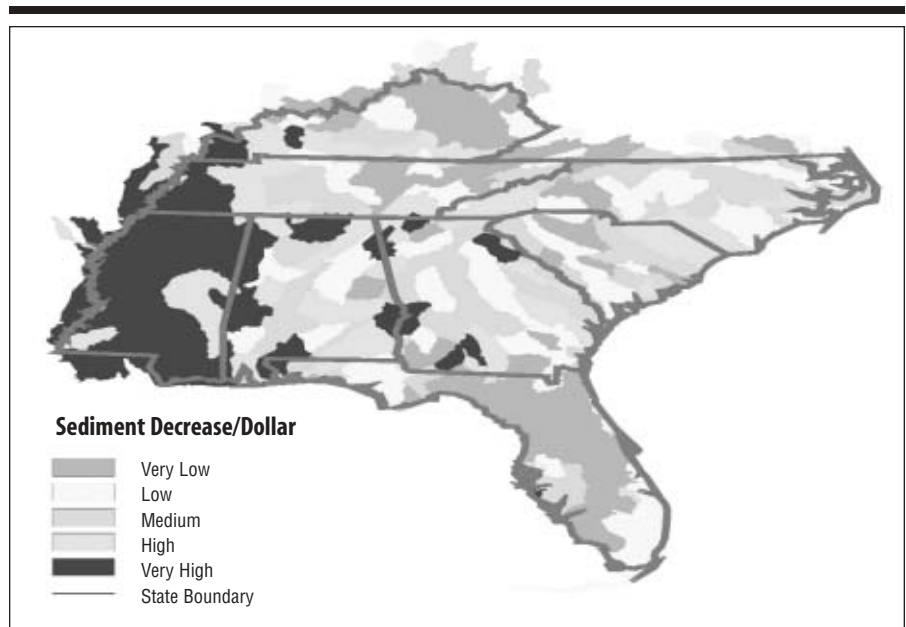 Sediment Decrease/Dollar
Very Low
Low
Medium
High
Very High
State Boundary